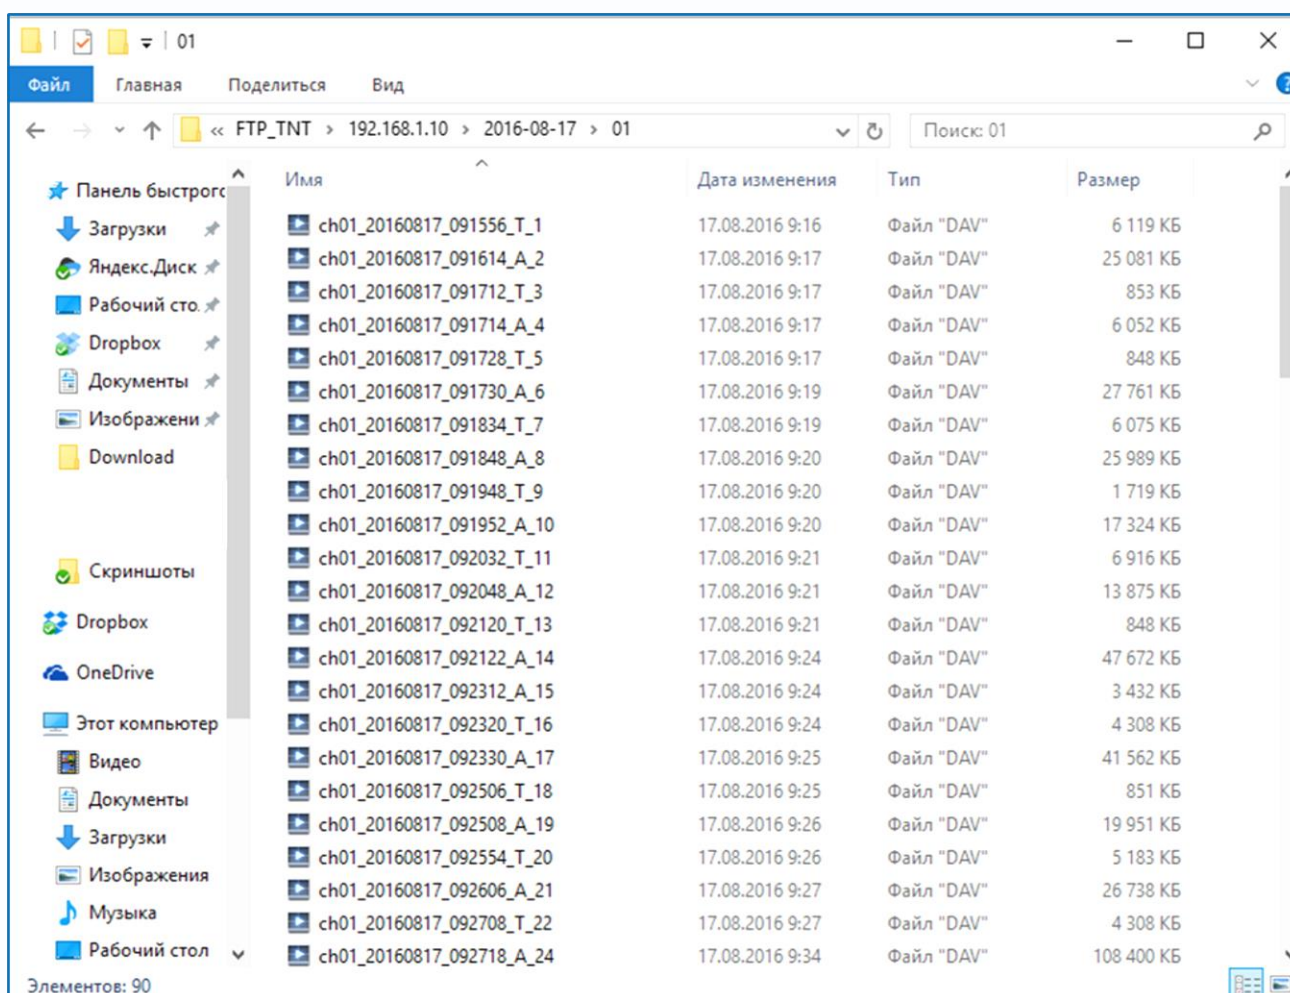 01
Файл Главная Поделиться Вид
« FTP_TNT › 192.168.1.10 › 2016-08-17 › 01 Поиск: 01
Имя Дата изменения Тип Размер
Панель быстрого
Загрузки
Яндекс.Диск
Рабочий сто.
Dropbox
Документы
Изображени
Download
Скриншоты
Dropbox
OneDrive
Этот компьютер
Видео
Документы
Загрузки
Изображения
Музыка
Рабочий стол
ch01_20160817_091556_T_1 17.08.2016 9:16 Файл "DAV" 6 119 КБ
ch01_20160817_091614_A_2 17.08.2016 9:17 Файл "DAV" 25 081 КБ
ch01_20160817_091712_T_3 17.08.2016 9:17 Файл "DAV" 853 КБ
ch01_20160817_091714_A_4 17.08.2016 9:17 Файл "DAV" 6 052 КБ
ch01_20160817_091728_T_5 17.08.2016 9:17 Файл "DAV" 848 КБ
ch01_20160817_091730_A_6 17.08.2016 9:19 Файл "DAV" 27 761 КБ
ch01_20160817_091834_T_7 17.08.2016 9:19 Файл "DAV" 6 075 КБ
ch01_20160817_091848_A_8 17.08.2016 9:20 Файл "DAV" 25 989 КБ
ch01_20160817_091948_T_9 17.08.2016 9:20 Файл "DAV" 1 719 КБ
ch01_20160817_091952_A_10 17.08.2016 9:20 Файл "DAV" 17 324 КБ
ch01_20160817_092032_T_11 17.08.2016 9:21 Файл "DAV" 6 916 КБ
ch01_20160817_092048_A_12 17.08.2016 9:21 Файл "DAV" 13 875 КБ
ch01_20160817_092120_T_13 17.08.2016 9:21 Файл "DAV" 848 КБ
ch01_20160817_092122_A_14 17.08.2016 9:24 Файл "DAV" 47 672 КБ
ch01_20160817_092312_A_15 17.08.2016 9:24 Файл "DAV" 3 432 КБ
ch01_20160817_092320_T_16 17.08.2016 9:24 Файл "DAV" 4 308 КБ
ch01_20160817_092330_A_17 17.08.2016 9:25 Файл "DAV" 41 562 КБ
ch01_20160817_092506_T_18 17.08.2016 9:25 Файл "DAV" 851 КБ
ch01_20160817_092508_A_19 17.08.2016 9:26 Файл "DAV" 19 951 КБ
ch01_20160817_092554_T_20 17.08.2016 9:26 Файл "DAV" 5 183 КБ
ch01_20160817_092606_A_21 17.08.2016 9:27 Файл "DAV" 26 738 КБ
ch01_20160817_092708_T_22 17.08.2016 9:27 Файл "DAV" 4 308 КБ
ch01_20160817_092718_A_24 17.08.2016 9:34 Файл "DAV" 108 400 КБ
Элементов: 90